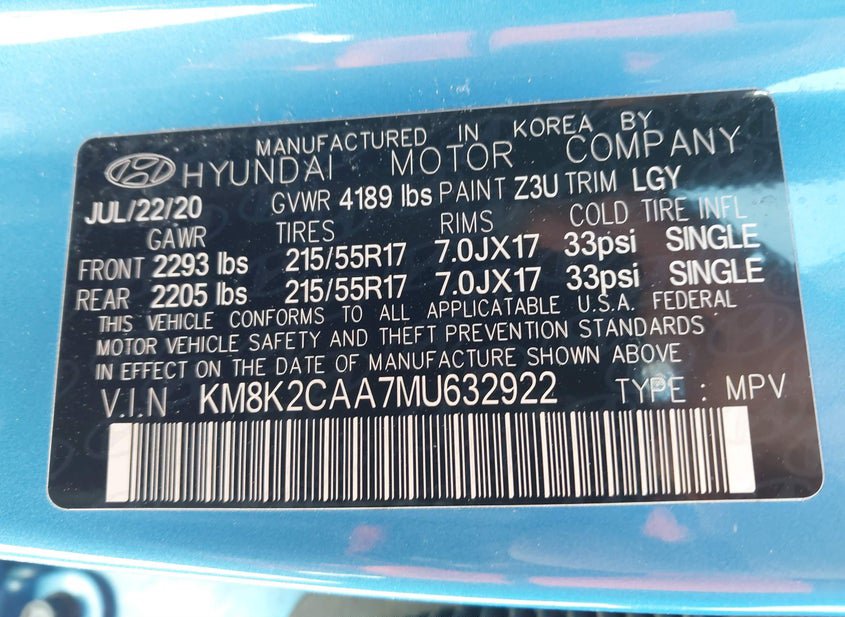 MANUFACTURED IN KOREA BY
HYUNDAI MOTOR COMPANY
JUL/22/20 GVWR 4189 lbs PAINT Z3U TRIM LGY
GAWR TIRES RIMS COLD TIRE INFL
FRONT 2293 lbs 215/55R17 7.0JX17 33psi SINGLE
REAR 2205 lbs 215/55R17 7.0JX17 33psi SINGLE
THIS VEHICLE CONFORMS TO ALL APPLICATABLE U.S.A. FEDERAL
MOTOR VEHICLE SAFETY AND THEFT PREVENTION STANDARDS
IN EFFECT ON THE DATE OF MANUFACTURE SHOWN ABOVE
V.I.N KM8K2CAA7MU632922 TYPE : MPV